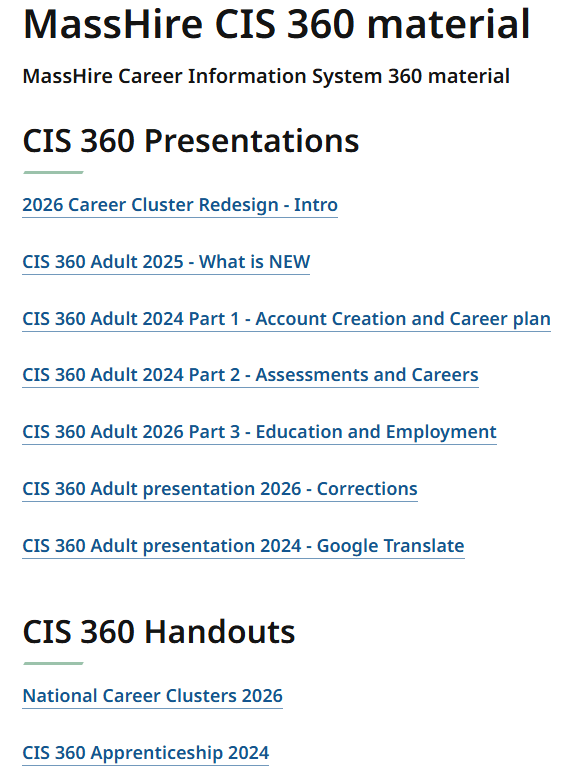 MassHire CIS 360 material
MassHire Career Information System 360 material
CIS 360 Presentations
2026 Career Cluster Redesign - Intro
CIS 360 Adult 2025 - What is NEW
CIS 360 Adult 2024 Part 1 - Account Creation and Career plan
CIS 360 Adult 2024 Part 2 - Assessments and Careers
CIS 360 Adult 2026 Part 3 - Education and Employment
CIS 360 Adult presentation 2026 - Corrections
CIS 360 Adult presentation 2024 - Google Translate
CIS 360 Handouts
National Career Clusters 2026
CIS 360 Apprenticeship 2024